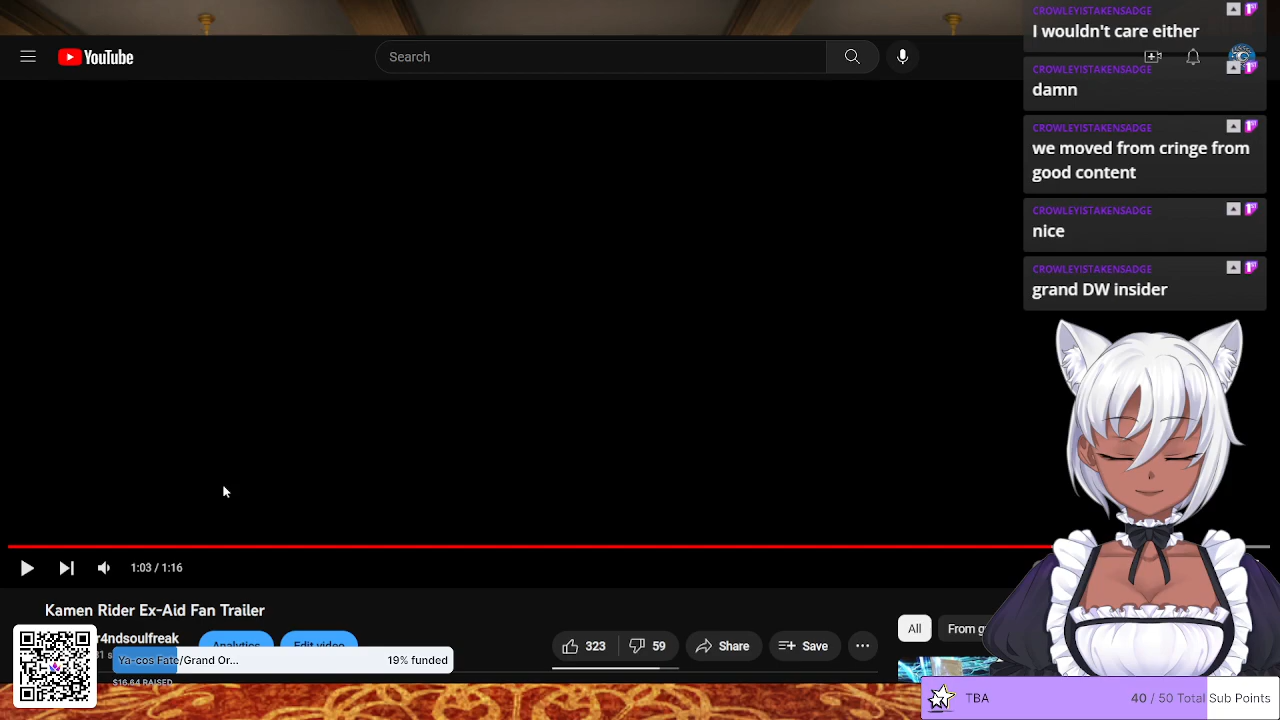 CROWLEYISTAKENSADGE
I wouldn't care either
YouTube
Search
CROWLEYISTAKENSADGE
damn
CROWLEYISTAKENSADGE
we moved from cringe from
good content
CROWLEYISTAKENSADGE
nice
CROWLEYISTAKENSADGE
grand DW insider
1:03 / 1:16
Kamen Rider Ex-Aid Fan Trailer
r4ndsoulfreak
Analytics
Edit video
323
59
Share
Save
All
From
Ya-cos Fate/Grand Or...
19% funded
$16.64 RAISED
TBA
40 / 50 Total Sub Points